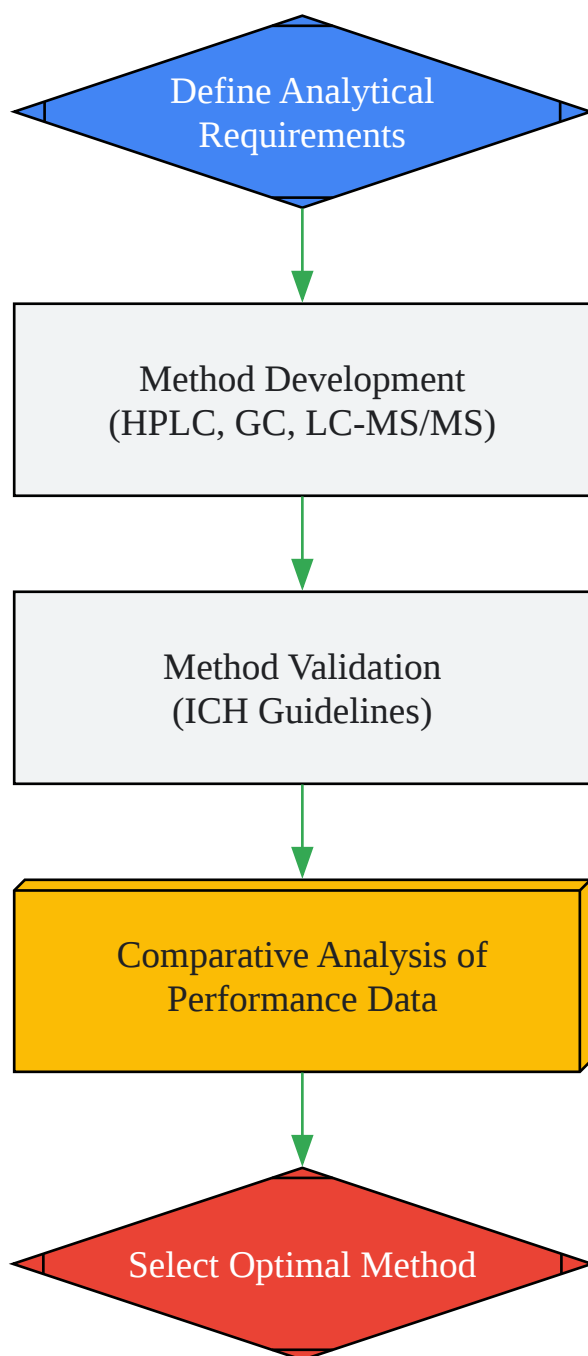 Define Analytical
Requirements
Method Development
(HPLC, GC, LC-MS/MS)
Method Validation
(ICH Guidelines)
Comparative Analysis of
Performance Data
Select Optimal Method